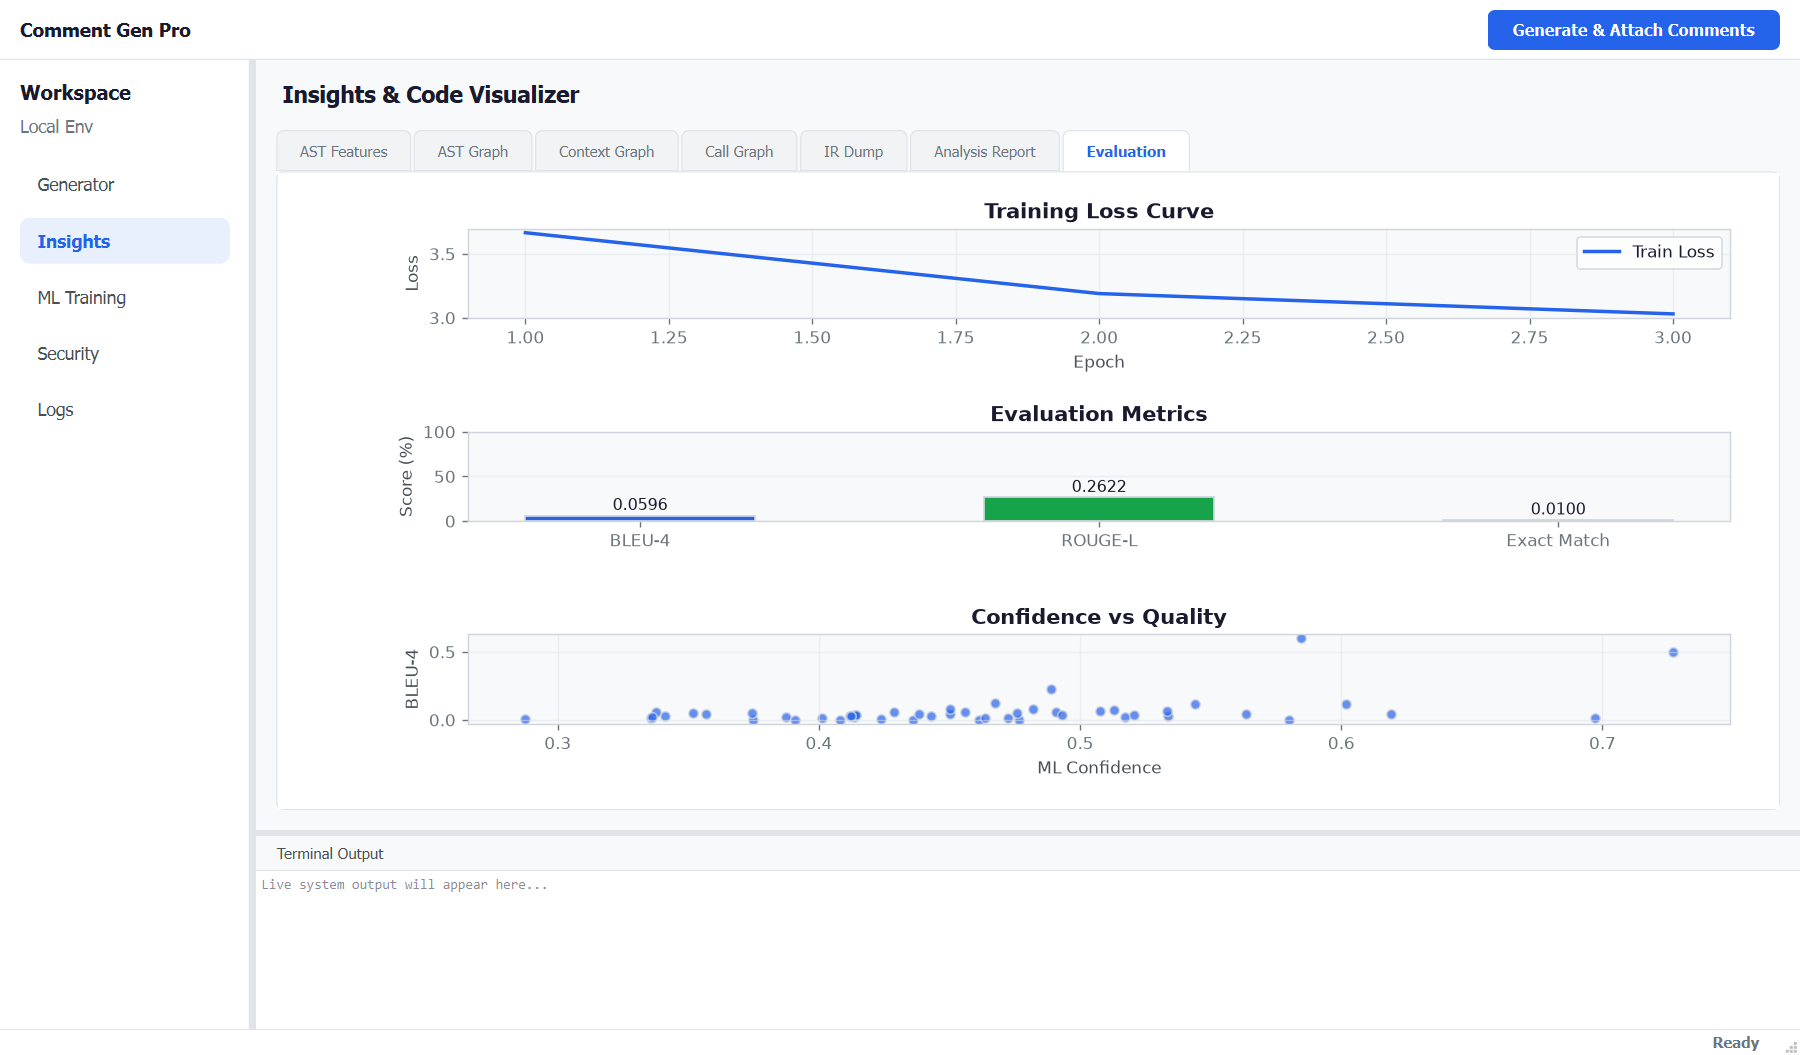 Comment Gen Pro
Generate & Attach Comments
Workspace
Local Env
Generator
Insights
ML Training
Security
Logs
Insights & Code Visualizer
AST Features
AST Graph
Context Graph
Call Graph
IR Dump
Analysis Report
Evaluation
Training Loss Curve
Loss
3.5
3.0
Train Loss
1.00 1.25 1.50 1.75 2.00 2.25 2.50 2.75 3.00
Epoch
Evaluation Metrics
Score (%)
100
50
0
0.0596
0.2622
0.0100
BLEU-4 ROUGE-L Exact Match
Confidence vs Quality
BLEU-4
0.5
0.0
0.3 0.4 0.5 0.6 0.7
ML Confidence
Terminal Output
Live system output will appear here...
Ready